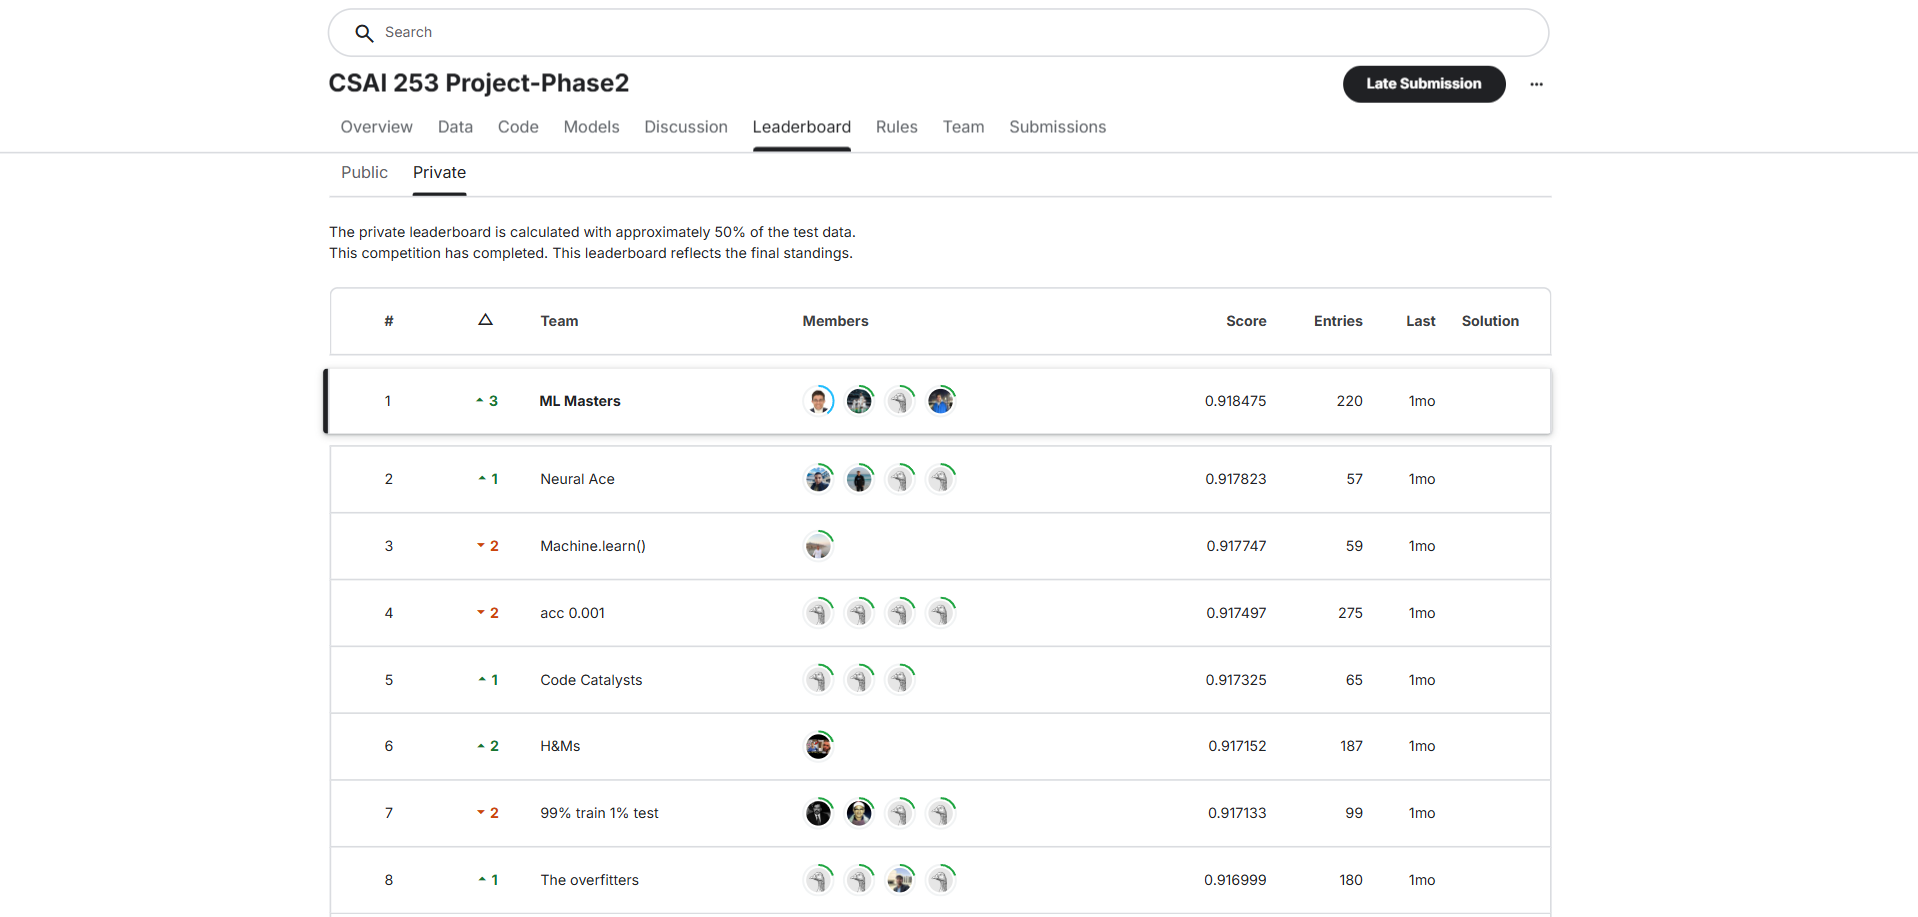 Search
CSAI 253 Project-Phase2
Late Submission
Overview Data Code Models Discussion Leaderboard Rules Team Submissions
Public Private
The private leaderboard is calculated with approximately 50% of the test data.
This competition has completed. This leaderboard reflects the final standings.
# △ Team Members Score Entries Last Solution
1 3 ML Masters 0.918475 220 1mo
2 1 Neural Ace 0.917823 57 1mo
3 2 Machine.learn() 0.917747 59 1mo
4 2 acc 0.001 0.917497 275 1mo
5 1 Code Catalysts 0.917325 65 1mo
6 2 H&Ms 0.917152 187 1mo
7 2 99% train 1% test 0.917133 99 1mo
8 1 The overfitters 0.916999 180 1mo